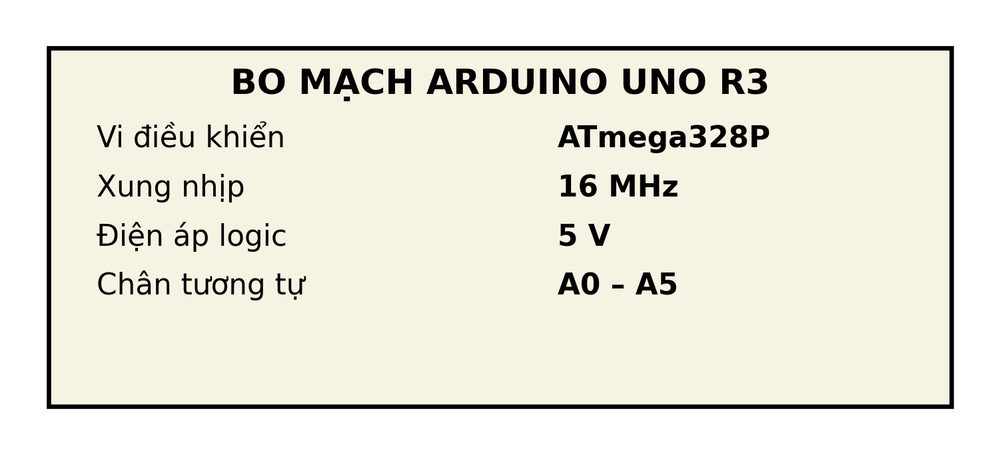 BO MẠCH ARDUINO UNO R3
Vi điều khiển ATmega328P
Xung nhịp 16 MHz
Điện áp logic 5 V
Chân tương tự A0 – A5